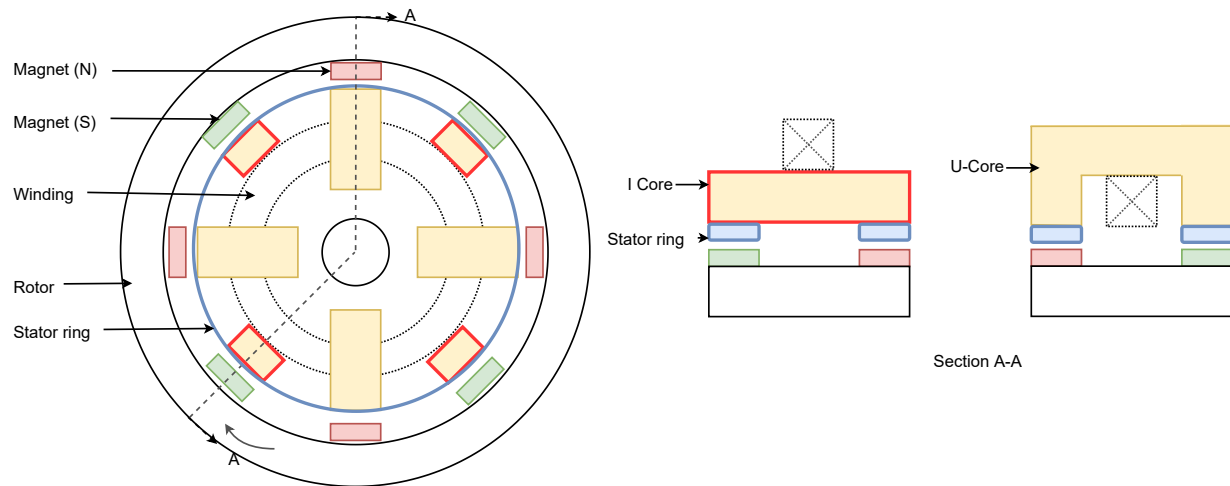 A
Magnet (N)
Magnet (S)
Winding
Rotor
Stator ring
A
I Core
Stator ring
U-Core
Section A-A